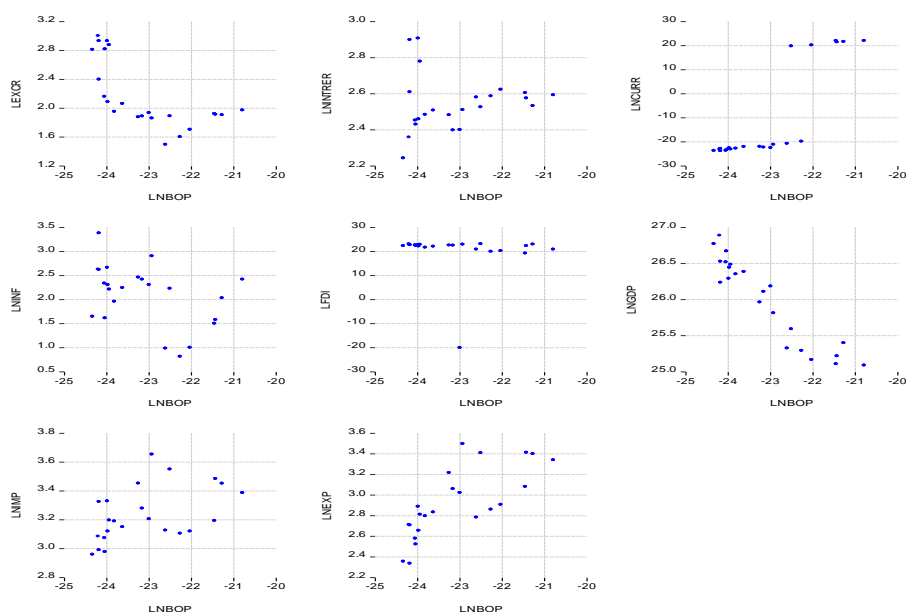 3.2
2.8
2.4
2.0
1.6
1.2
LEXCR
-25 -24 -23 -22 -21 -20
LNBOP
3.0
2.8
2.6
2.4
2.2
LNINTRER
-25 -24 -23 -22 -21 -20
LNBOP
30
20
10
0
-10
-20
-30
LNCURR
-25 -24 -23 -22 -21 -20
LNBOP
3.5
3.0
2.5
2.0
1.5
1.0
0.5
LNINF
-25 -24 -23 -22 -21 -20
LNBOP
30
20
10
0
-10
-20
-30
LFDI
-25 -24 -23 -22 -21 -20
LNBOP
27.0
26.5
26.0
25.5
25.0
LNGDP
-25 -24 -23 -22 -21 -20
LNBOP
3.8
3.6
3.4
3.2
3.0
2.8
LNIMP
-25 -24 -23 -22 -21 -20
LNBOP
3.6
3.4
3.2
3.0
2.8
2.6
2.4
2.2
LNEXP
-25 -24 -23 -22 -21 -20
LNBOP